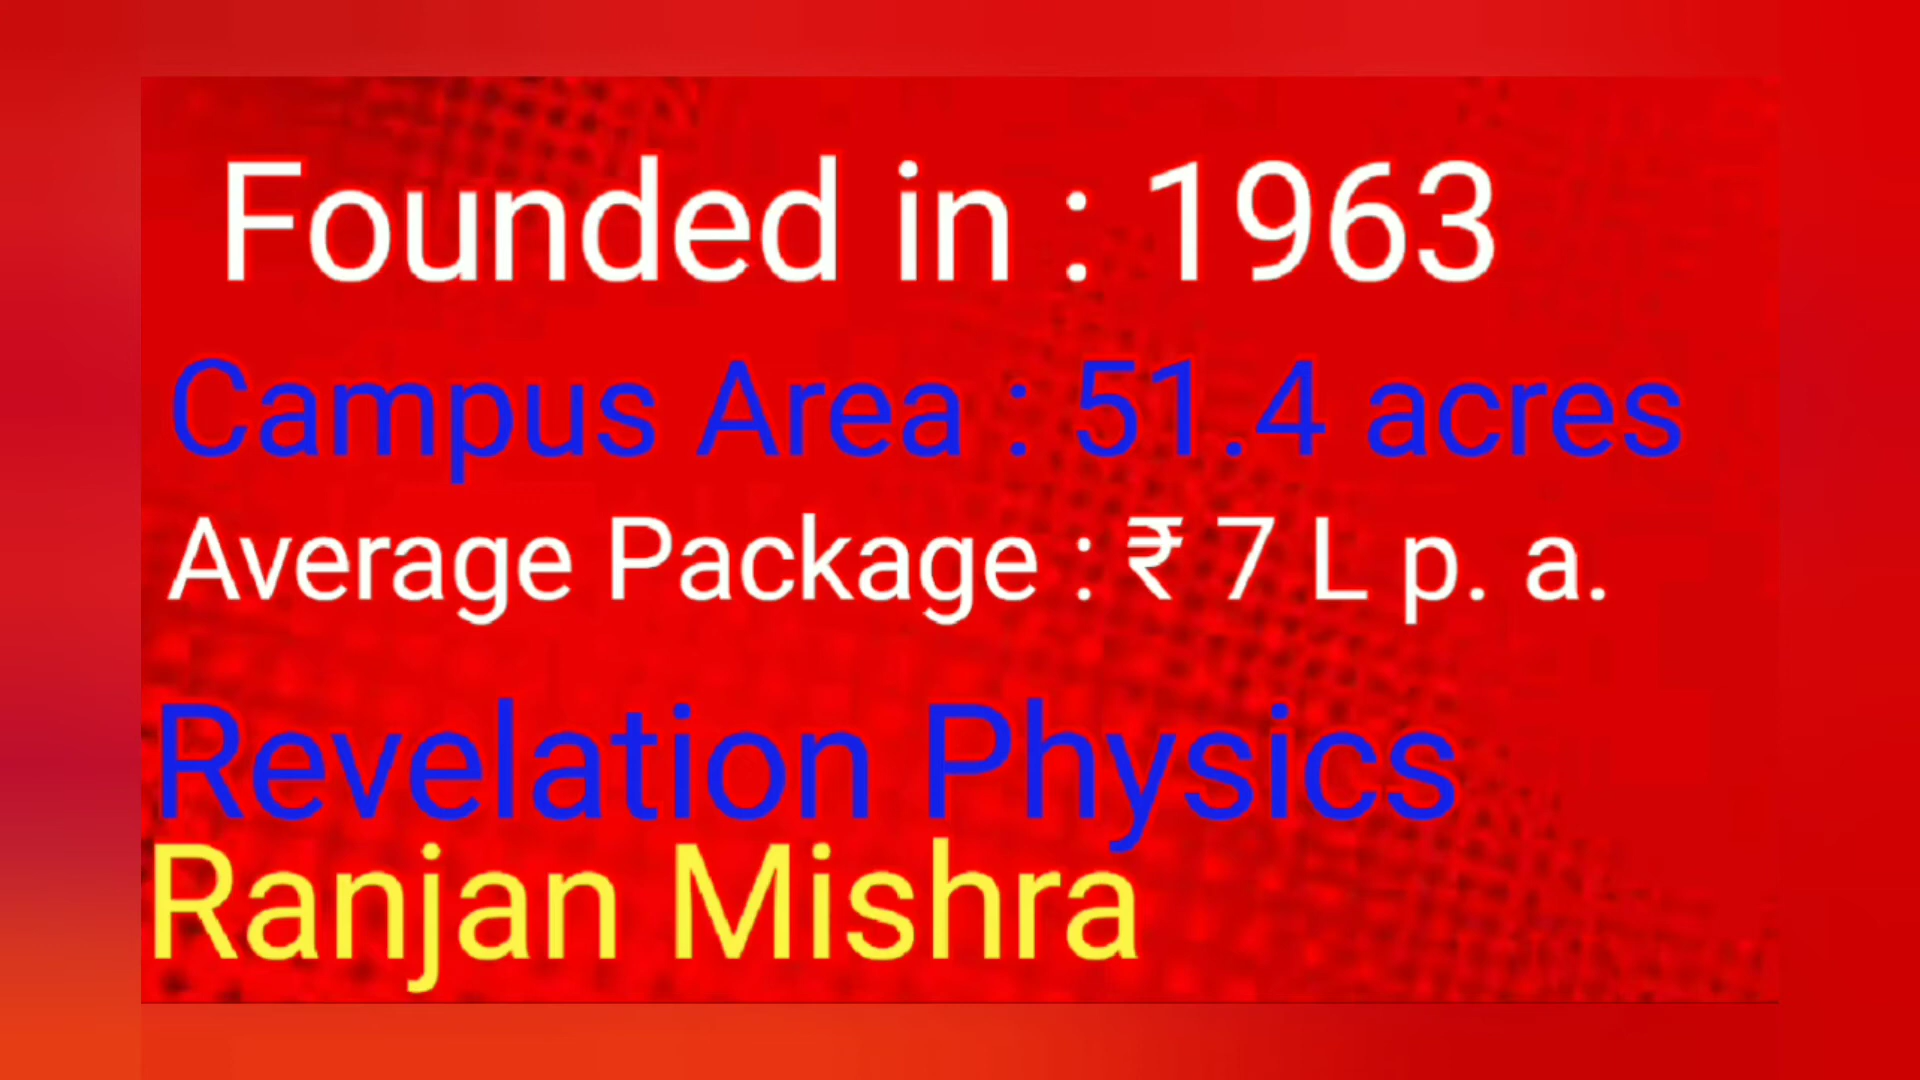 Founded in : 1963
Campus Area : 51.4 acres
Average Package : ₹ 7 L p. a.
Revelation Physics
Ranjan Mishra